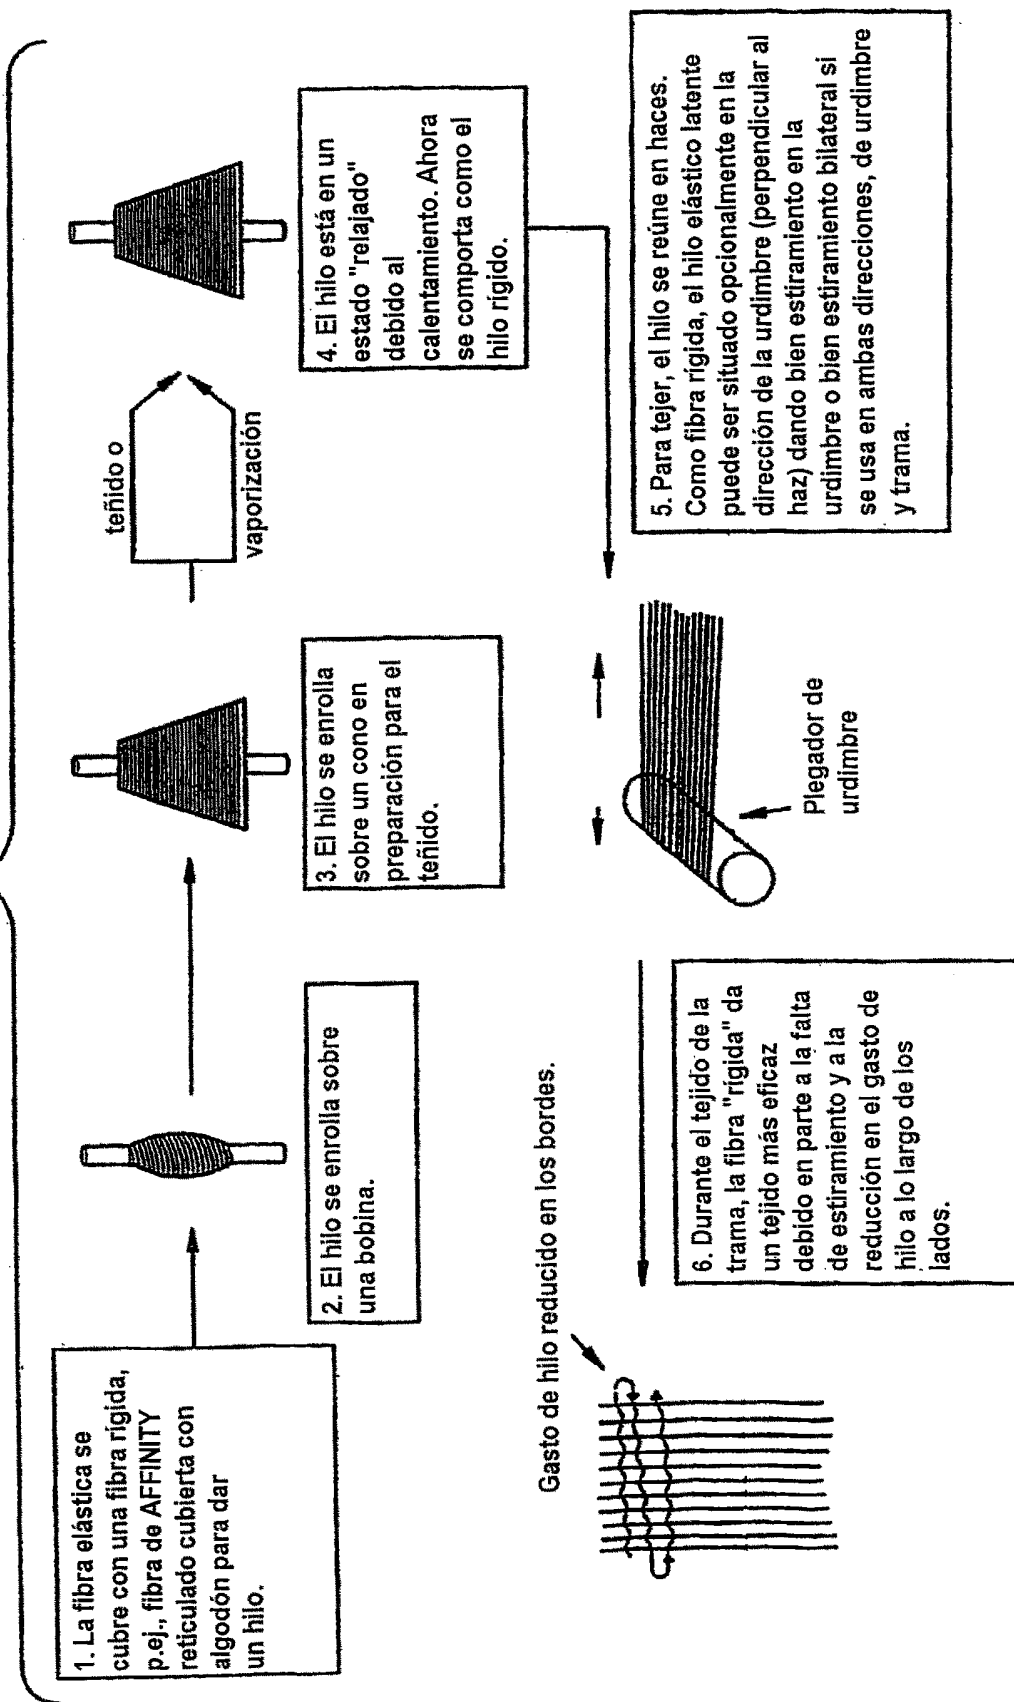 1. La fibra elástica se
cubre con una fibra rígida,
p.ej., fibra de AFFINITY
reticulado cubierta con
algodón para dar
un hilo.
2. El hilo se enrolla sobre
una bobina.
3. El hilo se enrolla
sobre un cono en
preparación para el
teñido.
teñido o
vaporización
4. El hilo está en un
estado "relajado"
debido al
calentamiento. Ahora
se comporta como el
hilo rígido.
5. Para tejer, el hilo se reúne en haces.
Como fibra rígida, el hilo elástico latente
puede ser situado opcionalmente en la
dirección de la urdimbre (perpendicular al
haz) dando bien estiramiento en la
urdimbre o bien estiramiento bilateral si
se usa en ambas direcciones, de urdimbre
y trama.
Plegador de
urdimbre
6. Durante el tejido de la
trama, la fibra "rígida" da
un tejido más eficaz
debido en parte a la falta
de estiramiento y a la
reducción en el gasto de
hilo a lo largo de los
lados.
Gasto de hilo reducido en los bordes.